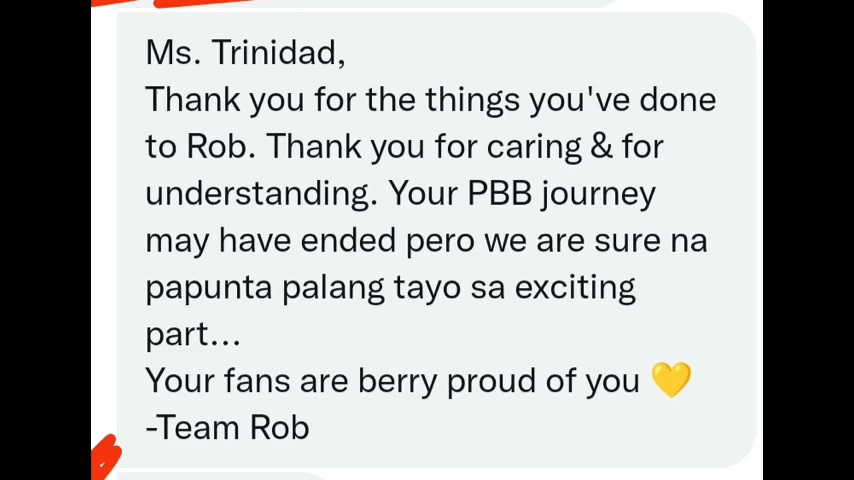 Ms. Trinidad,
Thank you for the things you've done
to Rob. Thank you for caring & for
understanding. Your PBB journey
may have ended pero we are sure na
papunta palang tayo sa exciting
part...
Your fans are berry proud of you 💛
-Team Rob